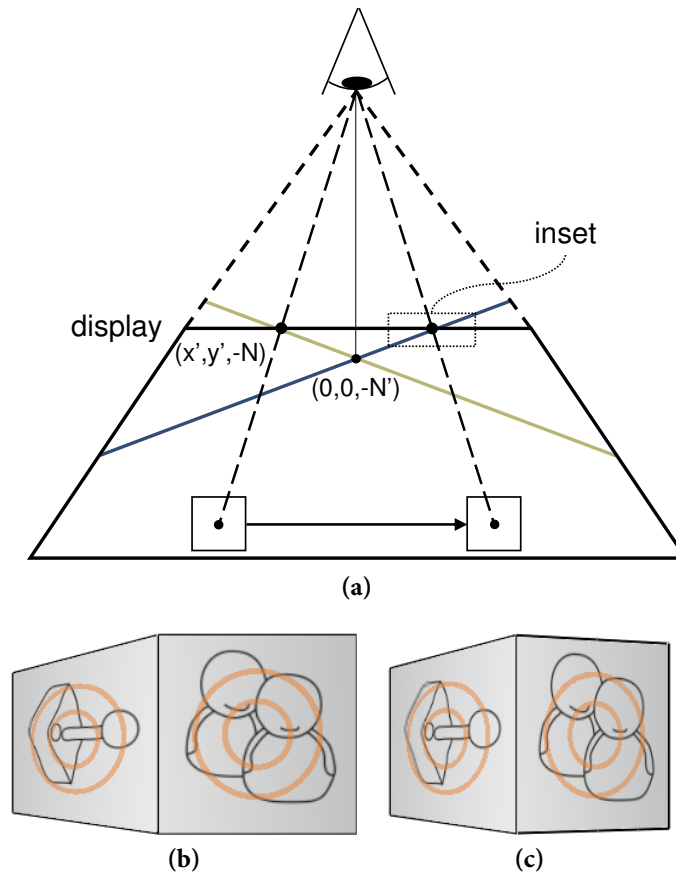 inset
display
(x’,y’,-N)
(0,0,-N’)
(a)
(b)
(c)